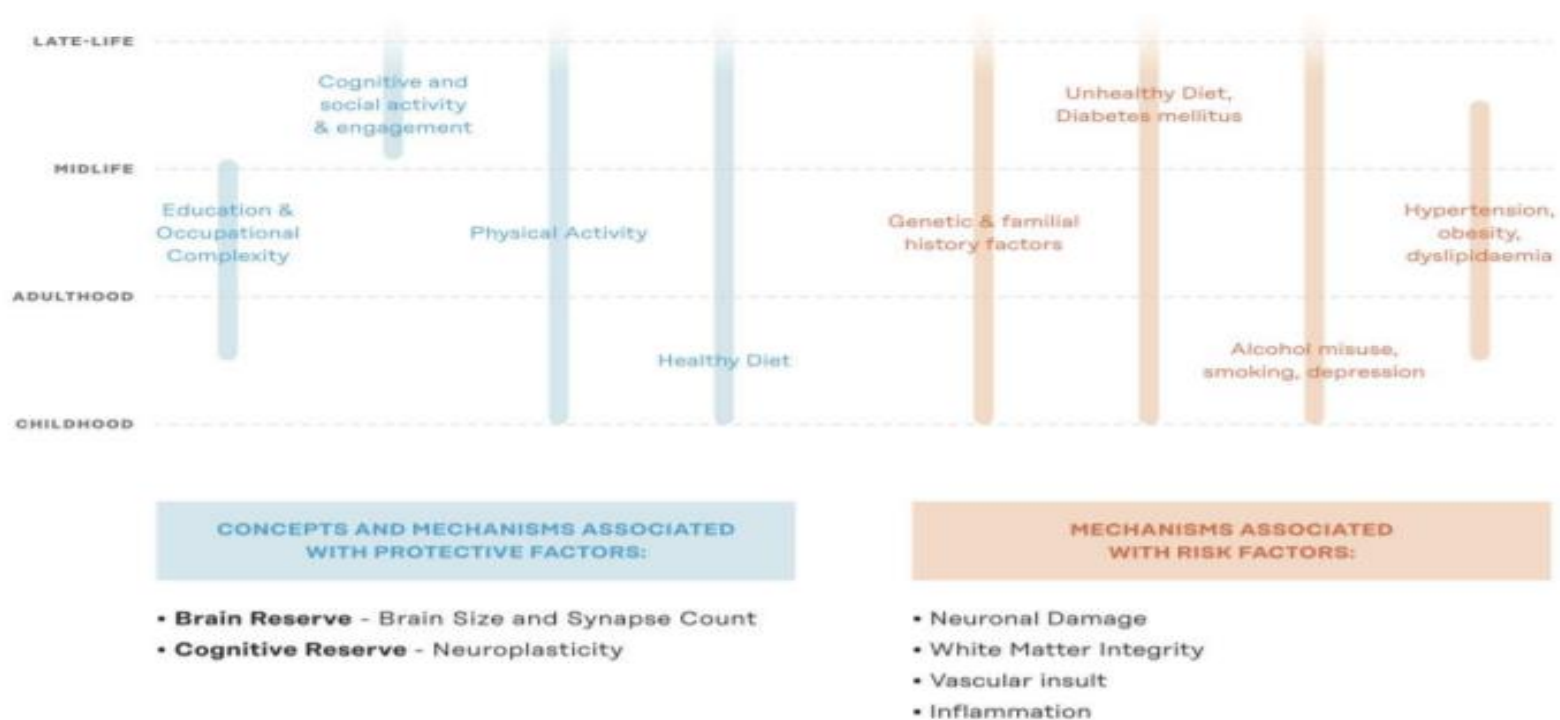 LATE-LIFE
Cognitive and
social activity
& engagement
Unhealthy Diet,
Diabetes mellitus
MIDLIFE
Education &
Occupational
Complexity
Physical Activity
Genetic & familial
history factors
Hypertension,
obesity,
dyslipidaemia
ADULTHOOD
Healthy Diet
Alcohol misuse,
smoking, depression
CHILDHOOD
CONCEPTS AND MECHANISMS ASSOCIATED
WITH PROTECTIVE FACTORS:
• Brain Reserve - Brain Size and Synapse Count
• Cognitive Reserve - Neuroplasticity
MECHANISMS ASSOCIATED
WITH RISK FACTORS:
• Neuronal Damage
• White Matter Integrity
• Vascular insult
• Inflammation